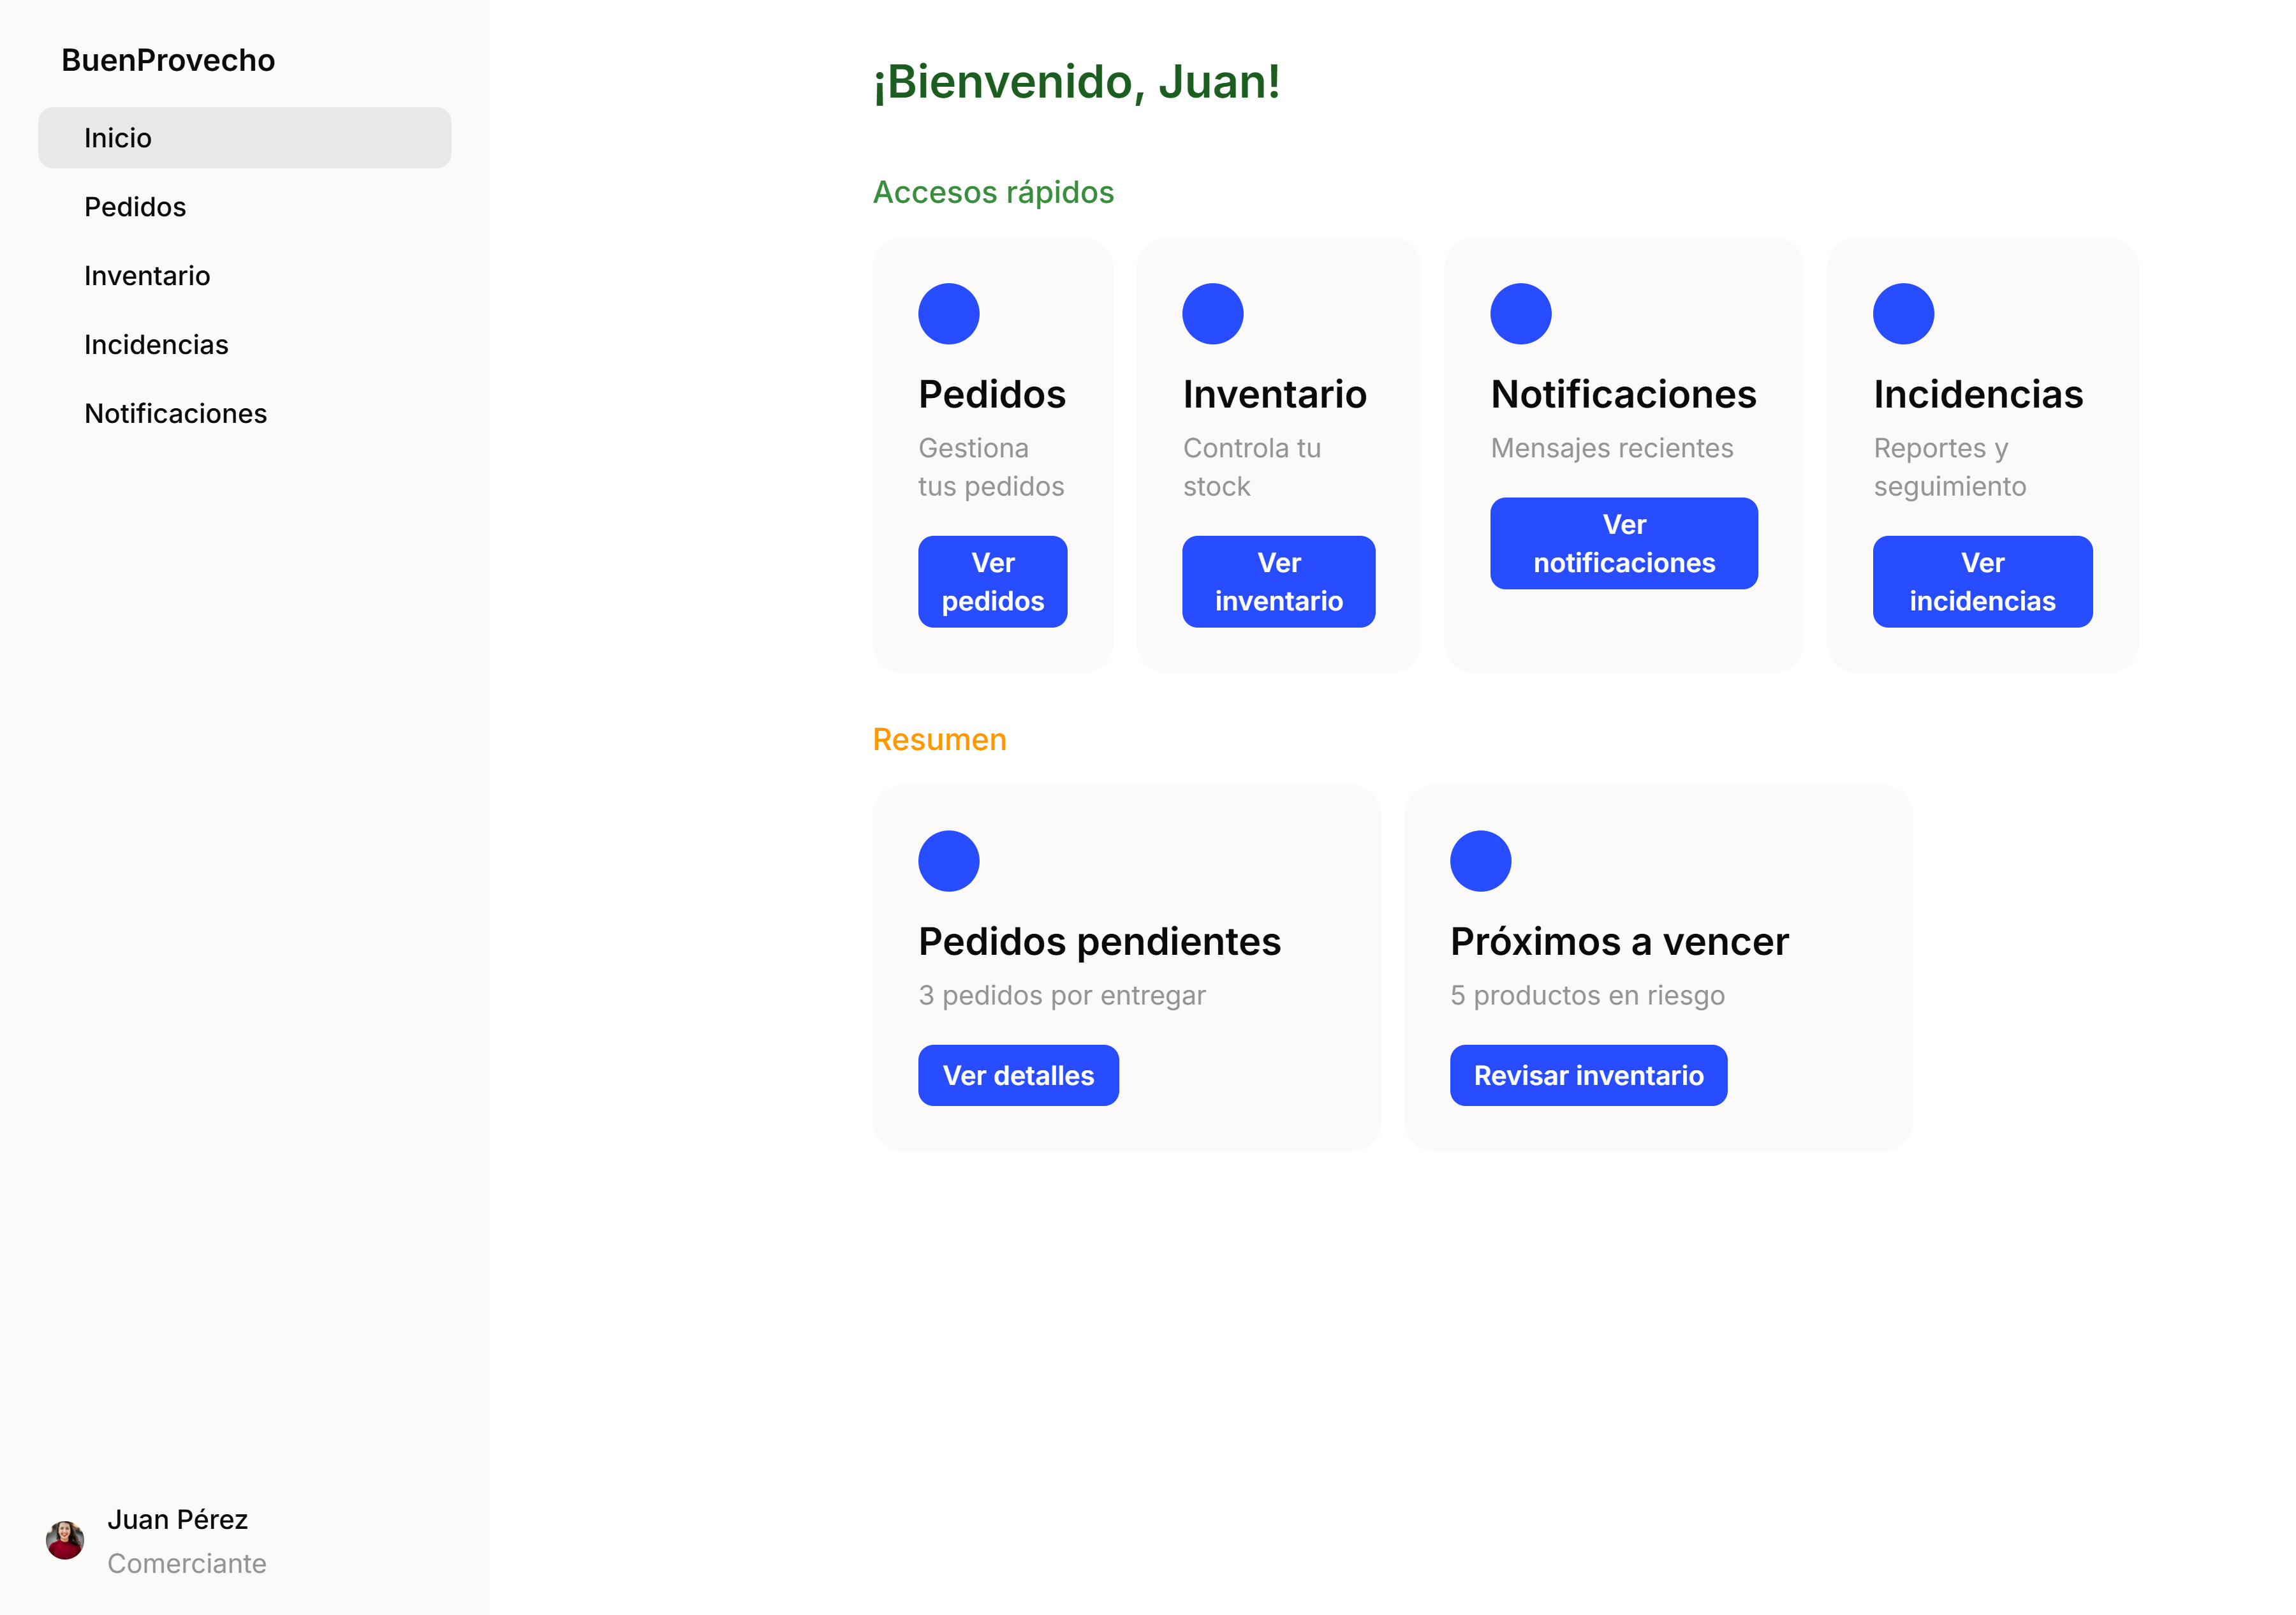 BuenProvecho
Inicio
Pedidos
Inventario
Incidencias
Notificaciones
Juan Pérez
Comerciante
¡Bienvenido, Juan!
Accesos rápidos
Pedidos
Gestiona
tus pedidos
Ver
pedidos
Inventario
Controla tu
stock
Ver
inventario
Notificaciones
Mensajes recientes
Ver
notificaciones
Incidencias
Reportes y
seguimiento
Ver
incidencias
Resumen
Pedidos pendientes
3 pedidos por entregar
Ver detalles
Próximos a vencer
5 productos en riesgo
Revisar inventario